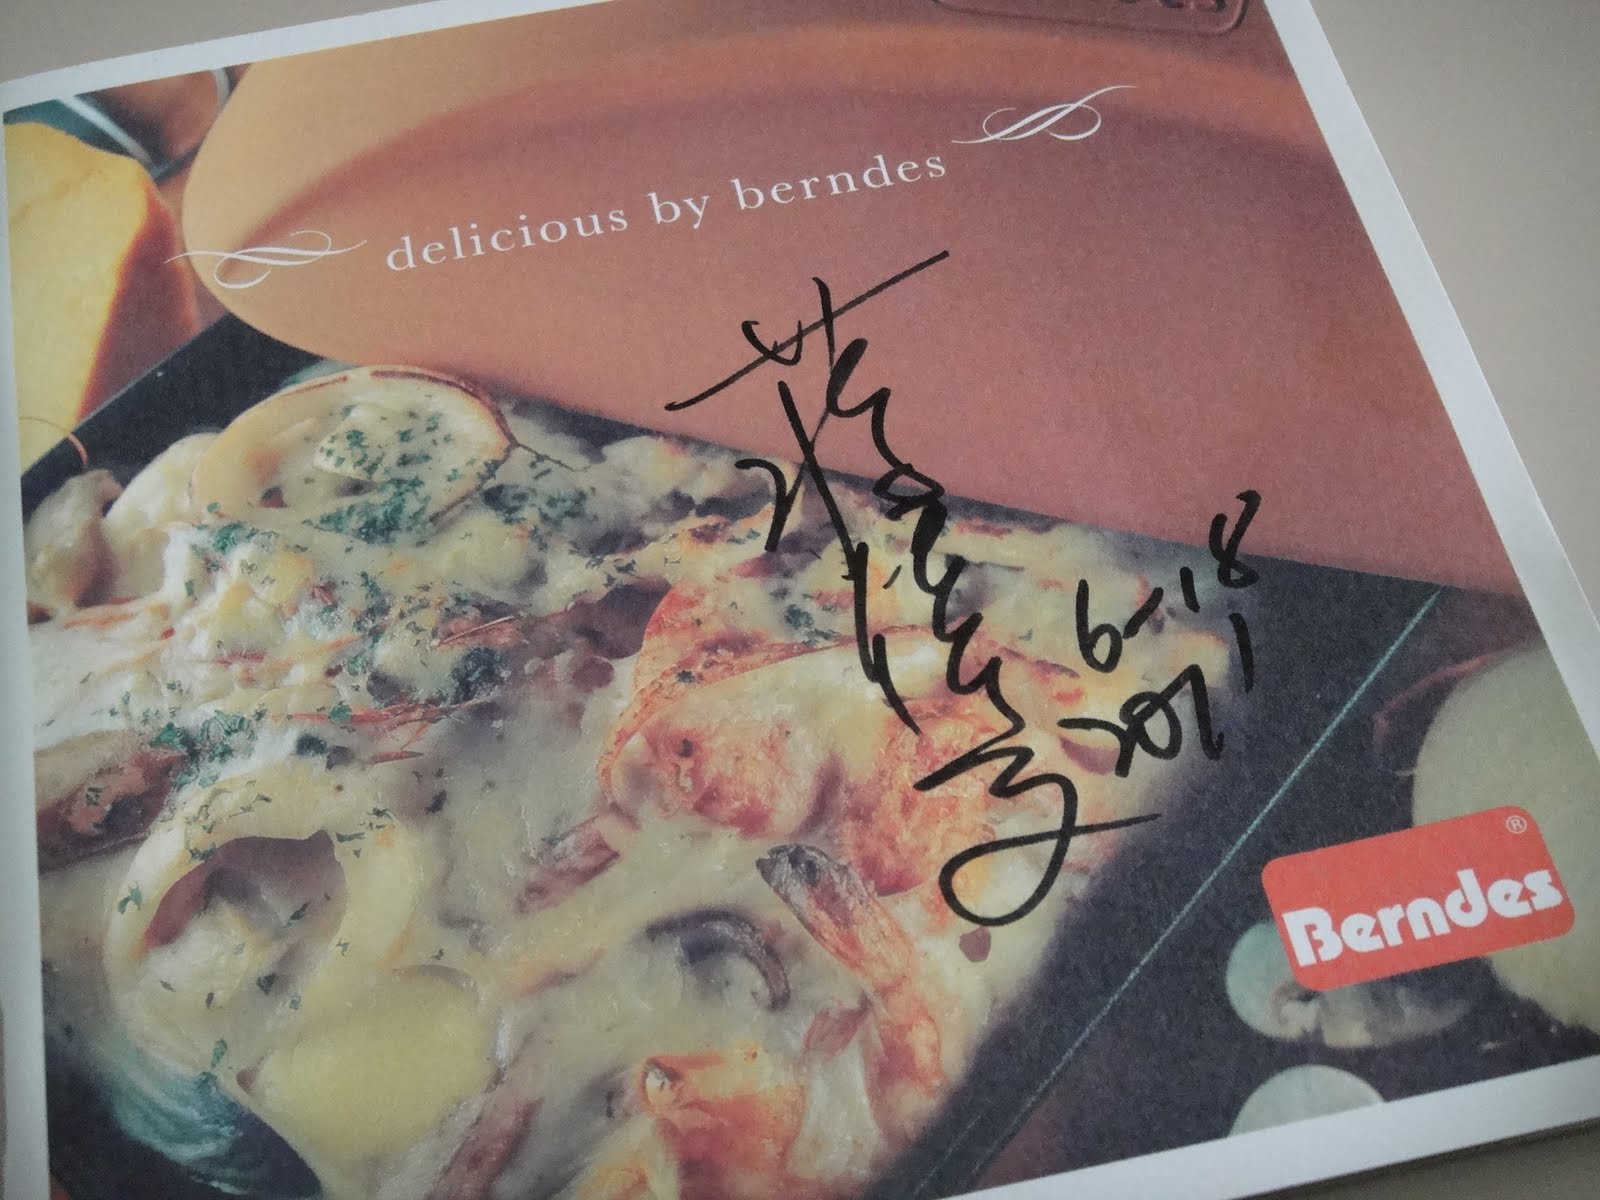 delicious by berndes
6-18
2011
Berndes®